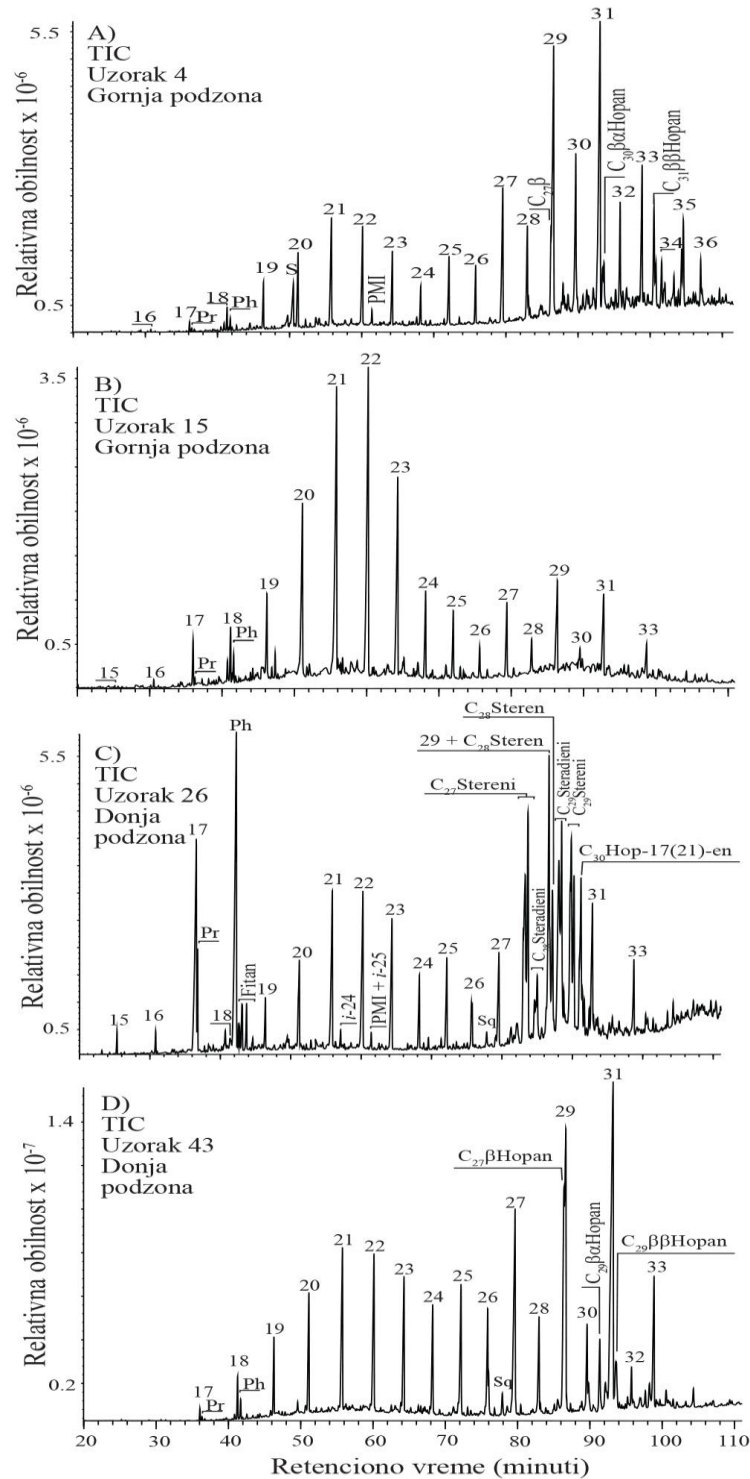 A)
TIC
Uzorak 4
Gornja podzona
Relativna obilnost x 10⁻⁶
5.5
0.5
16
17
Pr
18
Ph
19
S
20
21
22
PMI
23
24
25
26
27
28
C₂₇β
29
30
31
C₃₀βαHopan
32
33
C₃₁ββHopan
34
35
36
B)
TIC
Uzorak 15
Gornja podzona
Relativna obilnost x 10⁻⁶
3.5
0.5
15
16
17
Pr
18
Ph
19
20
21
22
23
24
25
26
27
28
29
30
31
33
C)
TIC
Uzorak 26
Donja
podzona
Relativna obilnost x 10⁻⁶
5.5
0.5
15
16
17
Pr
18
Ph
Fitan
19
20
21
i-24
22
PMI + i-25
23
24
25
26
Sq
27
C₂₇Stereni
C₂₈Steradieni
29 + C₂₈Steren
C₂₈Steren
C₂₉Steradieni
C₂₉Stereni
C₃₀Hop-17(21)-en
31
33
D)
TIC
Uzorak 43
Donja
podzona
Relativna obilnost x 10⁻⁷
1.4
0.2
17
Pr
18
Ph
19
20
21
22
23
24
25
26
Sq
27
28
C₂₇βHopan
29
30
C₂₉βαHopan
31
C₂₉ββHopan
32
33
20 30 40 50 60 70 80 90 100 110
Retenciono vreme (minuti)